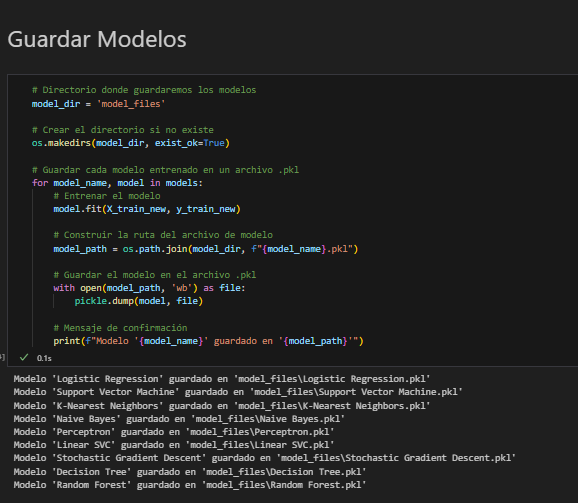 Guardar Modelos
# Directorio donde guardaremos los modelos
model_dir = 'model_files'
# Crear el directorio si no existe
os.makedirs(model_dir, exist_ok=True)
# Guardar cada modelo entrenado en un archivo .pkl
for model_name, model in models:
# Entrenar el modelo
model.fit(X_train_new, y_train_new)
# Construir la ruta del archivo de modelo
model_path = os.path.join(model_dir, f"{model_name}.pkl")
# Guardar el modelo en el archivo .pkl
with open(model_path, 'wb') as file:
pickle.dump(model, file)
# Mensaje de confirmación
print(f"Modelo '{model_name}' guardado en '{model_path}'")
✓ 0.1s
Modelo 'Logistic Regression' guardado en 'model_files\Logistic Regression.pkl'
Modelo 'Support Vector Machine' guardado en 'model_files\Support Vector Machine.pkl'
Modelo 'K-Nearest Neighbors' guardado en 'model_files\K-Nearest Neighbors.pkl'
Modelo 'Naive Bayes' guardado en 'model_files\Naive Bayes.pkl'
Modelo 'Perceptron' guardado en 'model_files\Perceptron.pkl'
Modelo 'Linear SVC' guardado en 'model_files\Linear SVC.pkl'
Modelo 'Stochastic Gradient Descent' guardado en 'model_files\Stochastic Gradient Descent.pkl'
Modelo 'Decision Tree' guardado en 'model_files\Decision Tree.pkl'
Modelo 'Random Forest' guardado en 'model_files\Random Forest.pkl'